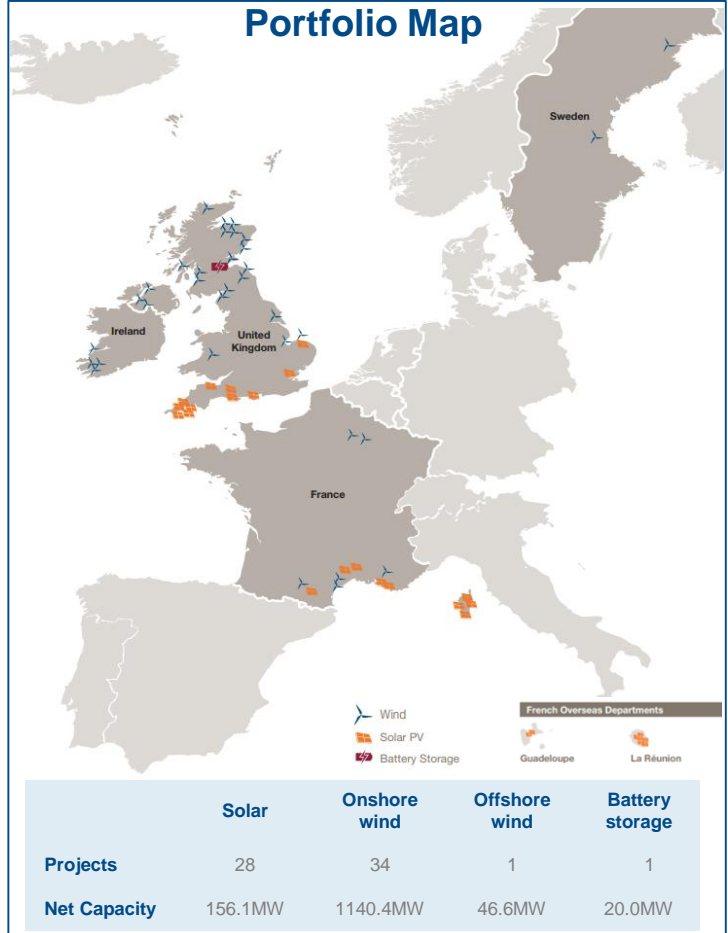 Portfolio Map
Sweden
Ireland
United
Kingdom
France
Wind
Solar PV
Battery Storage
French Overseas Departments
Guadeloupe
La Réunion
Solar
Onshore
wind
Offshore
wind
Battery
storage
Projects 28 34 1 1
Net Capacity 156.1MW 1140.4MW 46.6MW 20.0MW